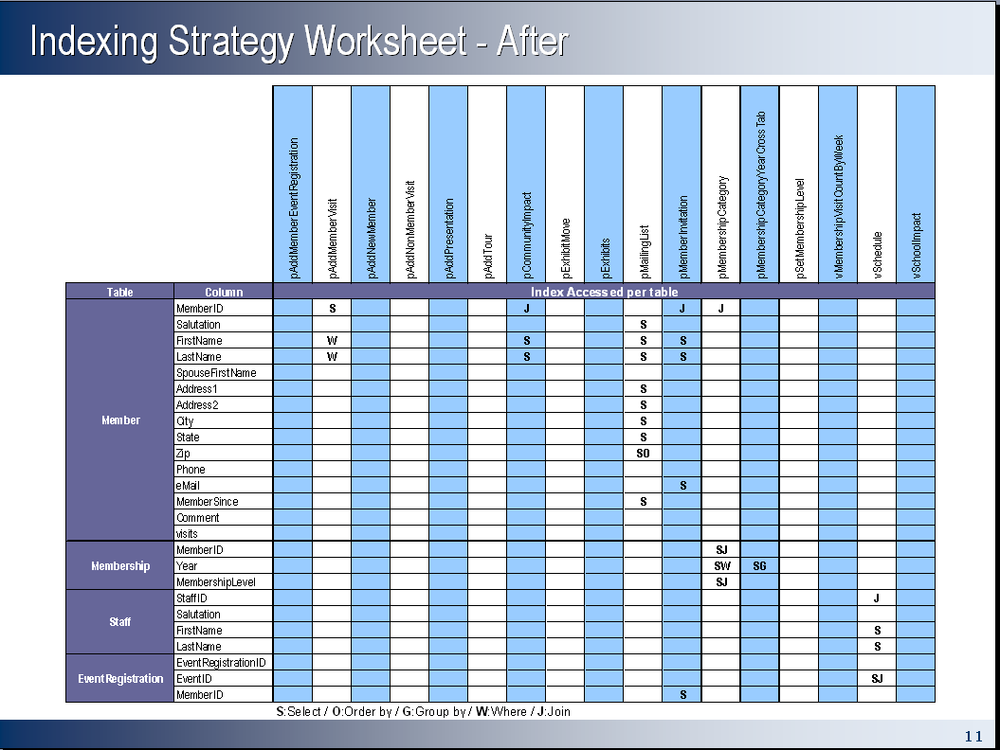 Indexing Strategy Worksheet - After
pAddMemberEventRegistration
pAddMemberVisit
pAddNewMember
pAddNonMemberVisit
pAddPresentation
pAddTour
pCommunityImpact
pExhibitMove
pExhibits
pMailingList
pMemberInvitation
pMembershipCategory
pMembershipCategoryYearCrossTab
pSetMembershipLevel
vMembershipVisitCountByWeek
vSchedule
vSchoolImpact
Table Column Index Accessed per table
Member
MemberID S J J J
Salutation S
FirstName W S S S
LastName W S S S
SpouseFirstName
Address1 S
Address2 S
City S
State S
Zip SO
Phone
eMail S
MemberSince S
Comment
visits
Membership
MemberID SJ
Year SW SG
MembershipLevel SJ
Staff
StaffID J
Salutation
FirstName S
LastName S
EventRegistration
EventRegistrationID
EventID SJ
MemberID S
S:Select / O:Order by / G:Group by / W:Where / J:Join
11